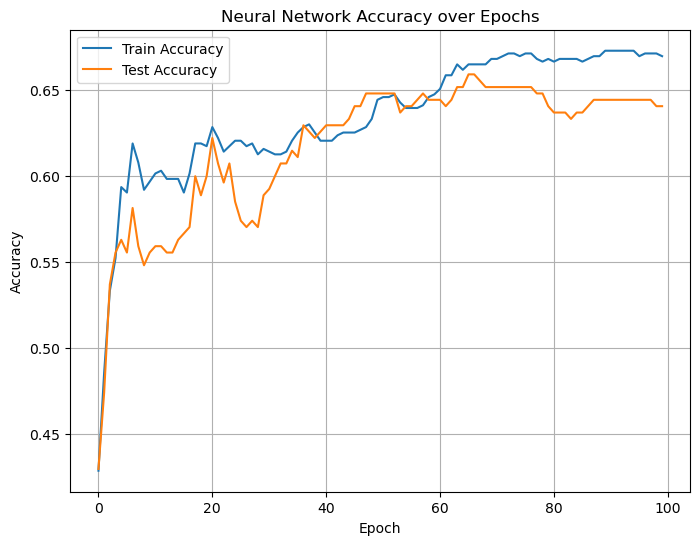 Neural Network Accuracy over Epochs
Train Accuracy
Test Accuracy
0.65
0.60
0.55
0.50
0.45
Accuracy
0 20 40 60 80 100
Epoch